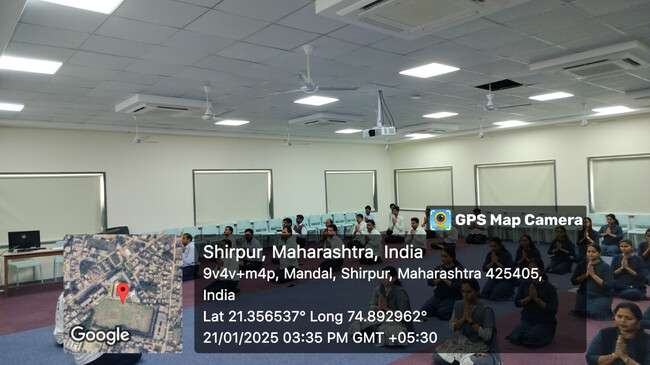 GPS Map Camera
Shirpur, Maharashtra, India
9v4v+m4p, Mandal, Shirpur, Maharashtra 425405,
India
Lat 21.356537° Long 74.892962°
21/01/2025 03:35 PM GMT +05:30
Google